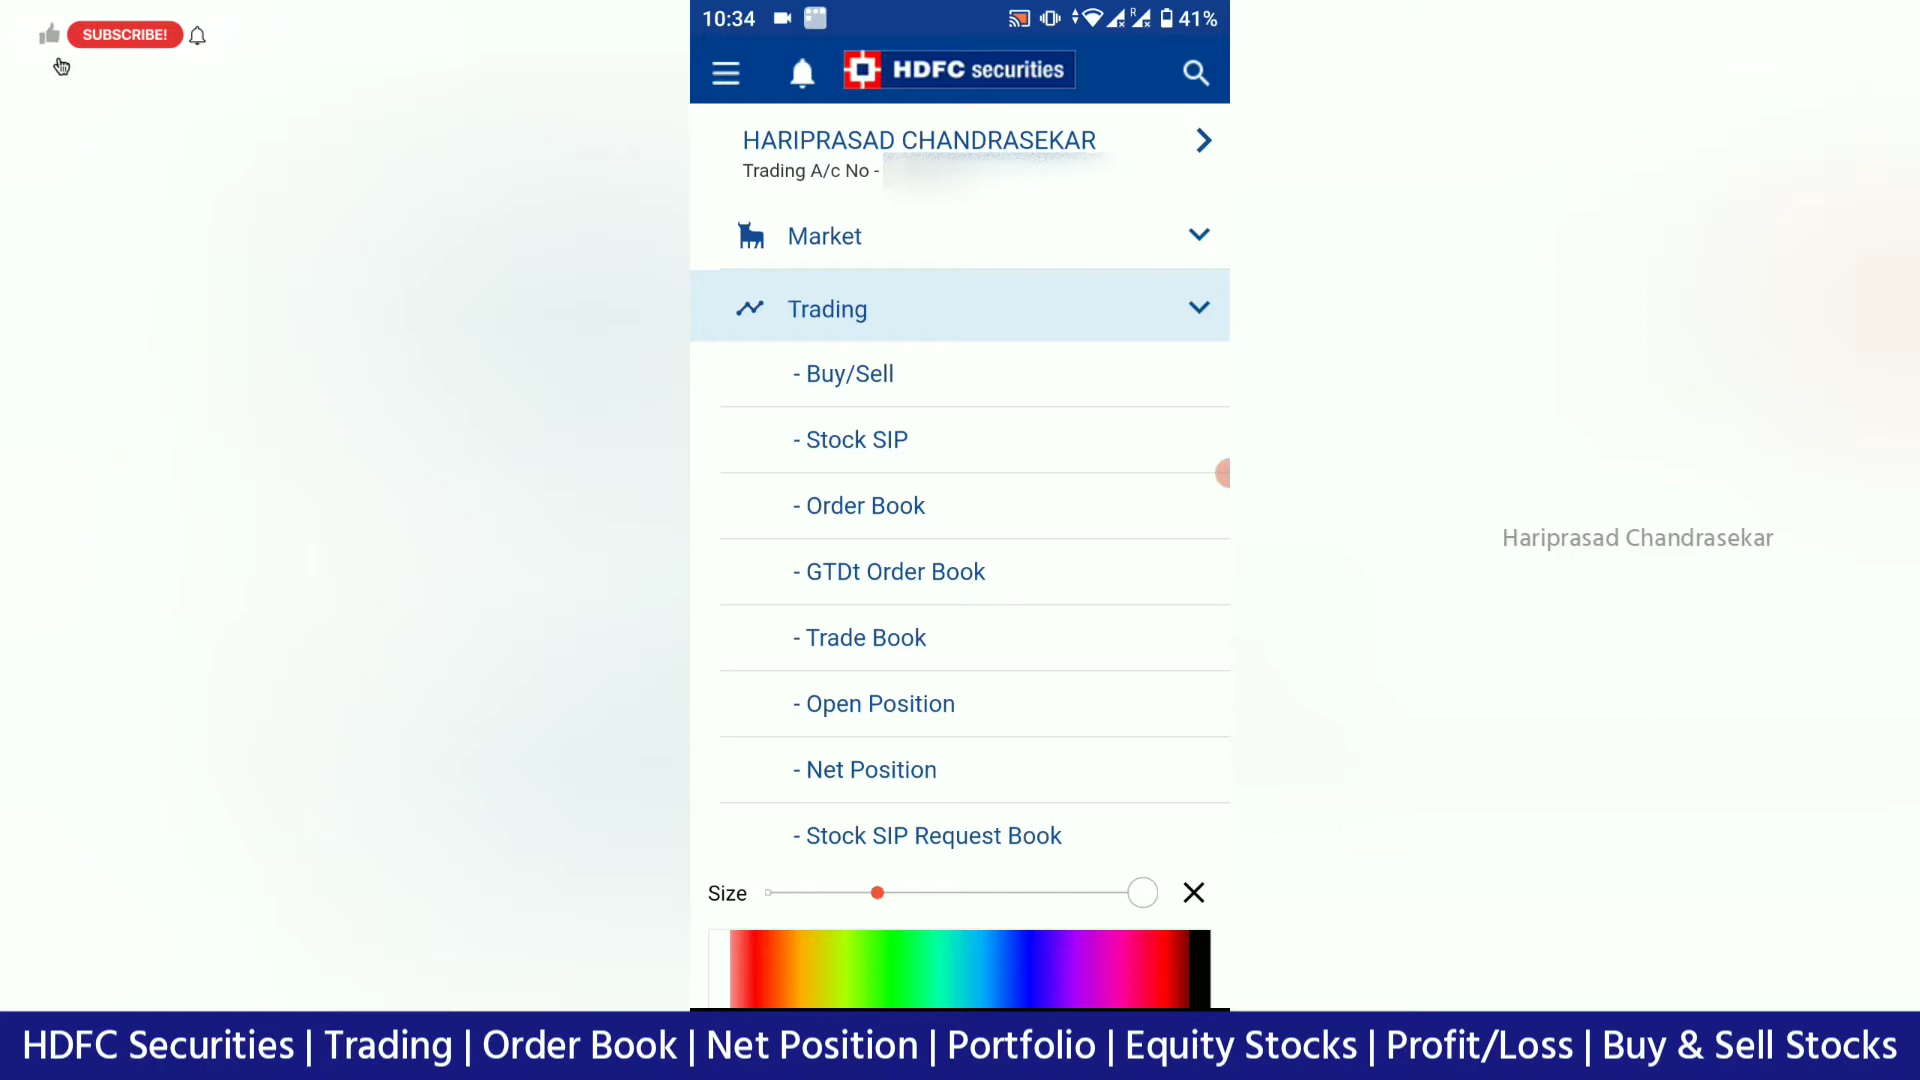 SUBSCRIBE!
10:34
R
41%
HDFC securities
HARIPRASAD CHANDRASEKAR
Trading A/c No -
Market
Trading
- Buy/Sell
- Stock SIP
- Order Book
- GTDt Order Book
- Trade Book
- Open Position
- Net Position
- Stock SIP Request Book
Size
Hariprasad Chandrasekar
HDFC Securities | Trading | Order Book | Net Position | Portfolio | Equity Stocks | Profit/Loss | Buy & Sell Stocks